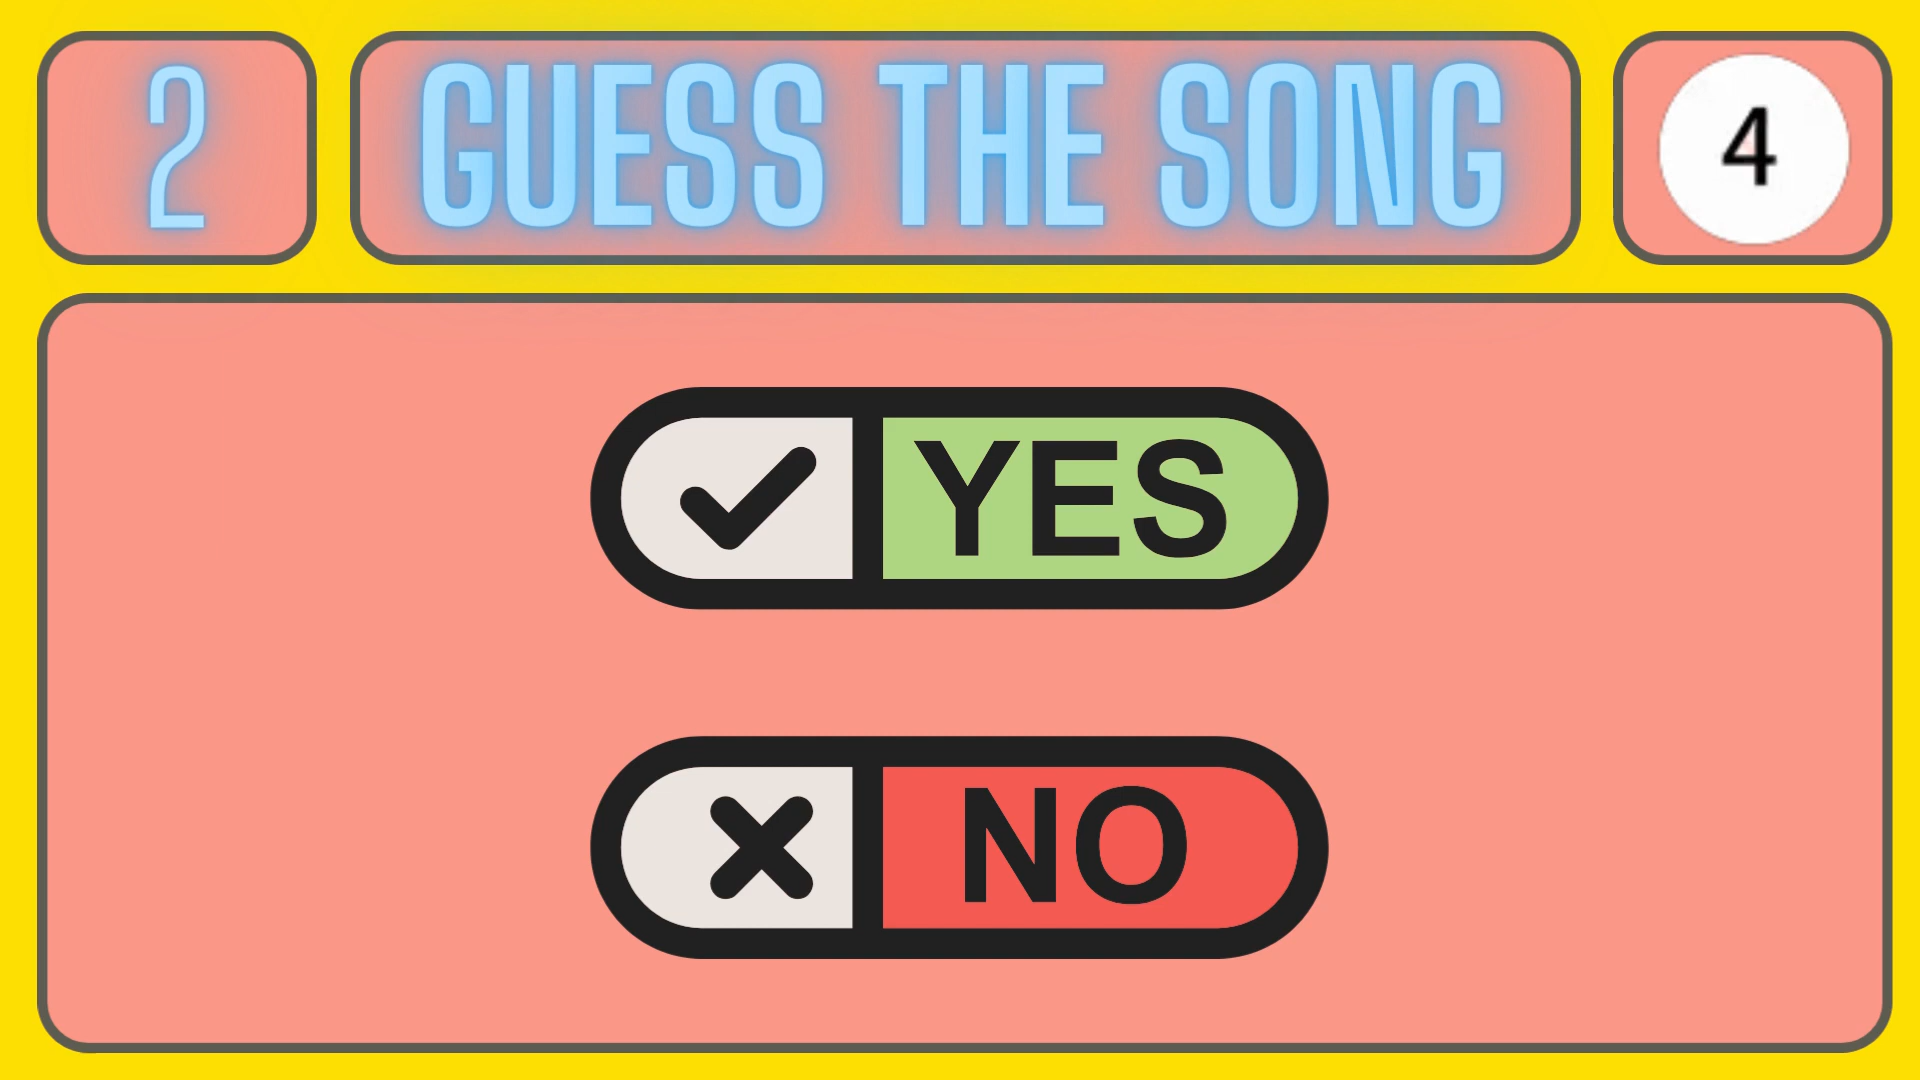 2
GUESS THE SONG
4
YES
NO